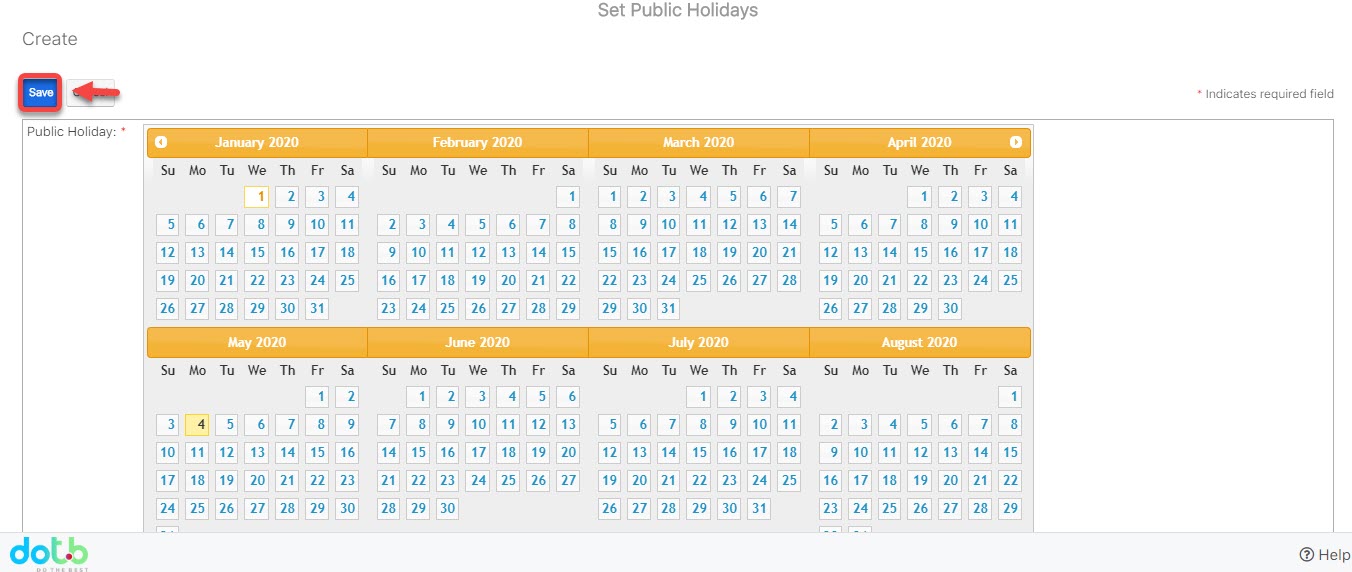 Set Public Holidays
Create
Save
* Indicates required field
Public Holiday: *
January 2020 February 2020 March 2020 April 2020
Su Mo Tu We Th Fr Sa Su Mo Tu We Th Fr Sa Su Mo Tu We Th Fr Sa Su Mo Tu We Th Fr Sa
1 2 3 4 1 1 2 3 4 5 6 7 1 2 3 4
5 6 7 8 9 10 11 2 3 4 5 6 7 8 8 9 10 11 12 13 14 5 6 7 8 9 10 11
12 13 14 15 16 17 18 9 10 11 12 13 14 15 15 16 17 18 19 20 21 12 13 14 15 16 17 18
19 20 21 22 23 24 25 16 17 18 19 20 21 22 22 23 24 25 26 27 28 19 20 21 22 23 24 25
26 27 28 29 30 31 23 24 25 26 27 28 29 29 30 31 26 27 28 29 30
May 2020 June 2020 July 2020 August 2020
Su Mo Tu We Th Fr Sa Su Mo Tu We Th Fr Sa Su Mo Tu We Th Fr Sa Su Mo Tu We Th Fr Sa
1 2 1 2 3 4 5 6 1 2 3 4 1
3 4 5 6 7 8 9 7 8 9 10 11 12 13 5 6 7 8 9 10 11 2 3 4 5 6 7 8
10 11 12 13 14 15 16 14 15 16 17 18 19 20 12 13 14 15 16 17 18 9 10 11 12 13 14 15
17 18 19 20 21 22 23 21 22 23 24 25 26 27 19 20 21 22 23 24 25 16 17 18 19 20 21 22
24 25 26 27 28 29 30 28 29 30 26 27 28 29 30 31 23 24 25 26 27 28 29
dotb
DO THE BEST
Help